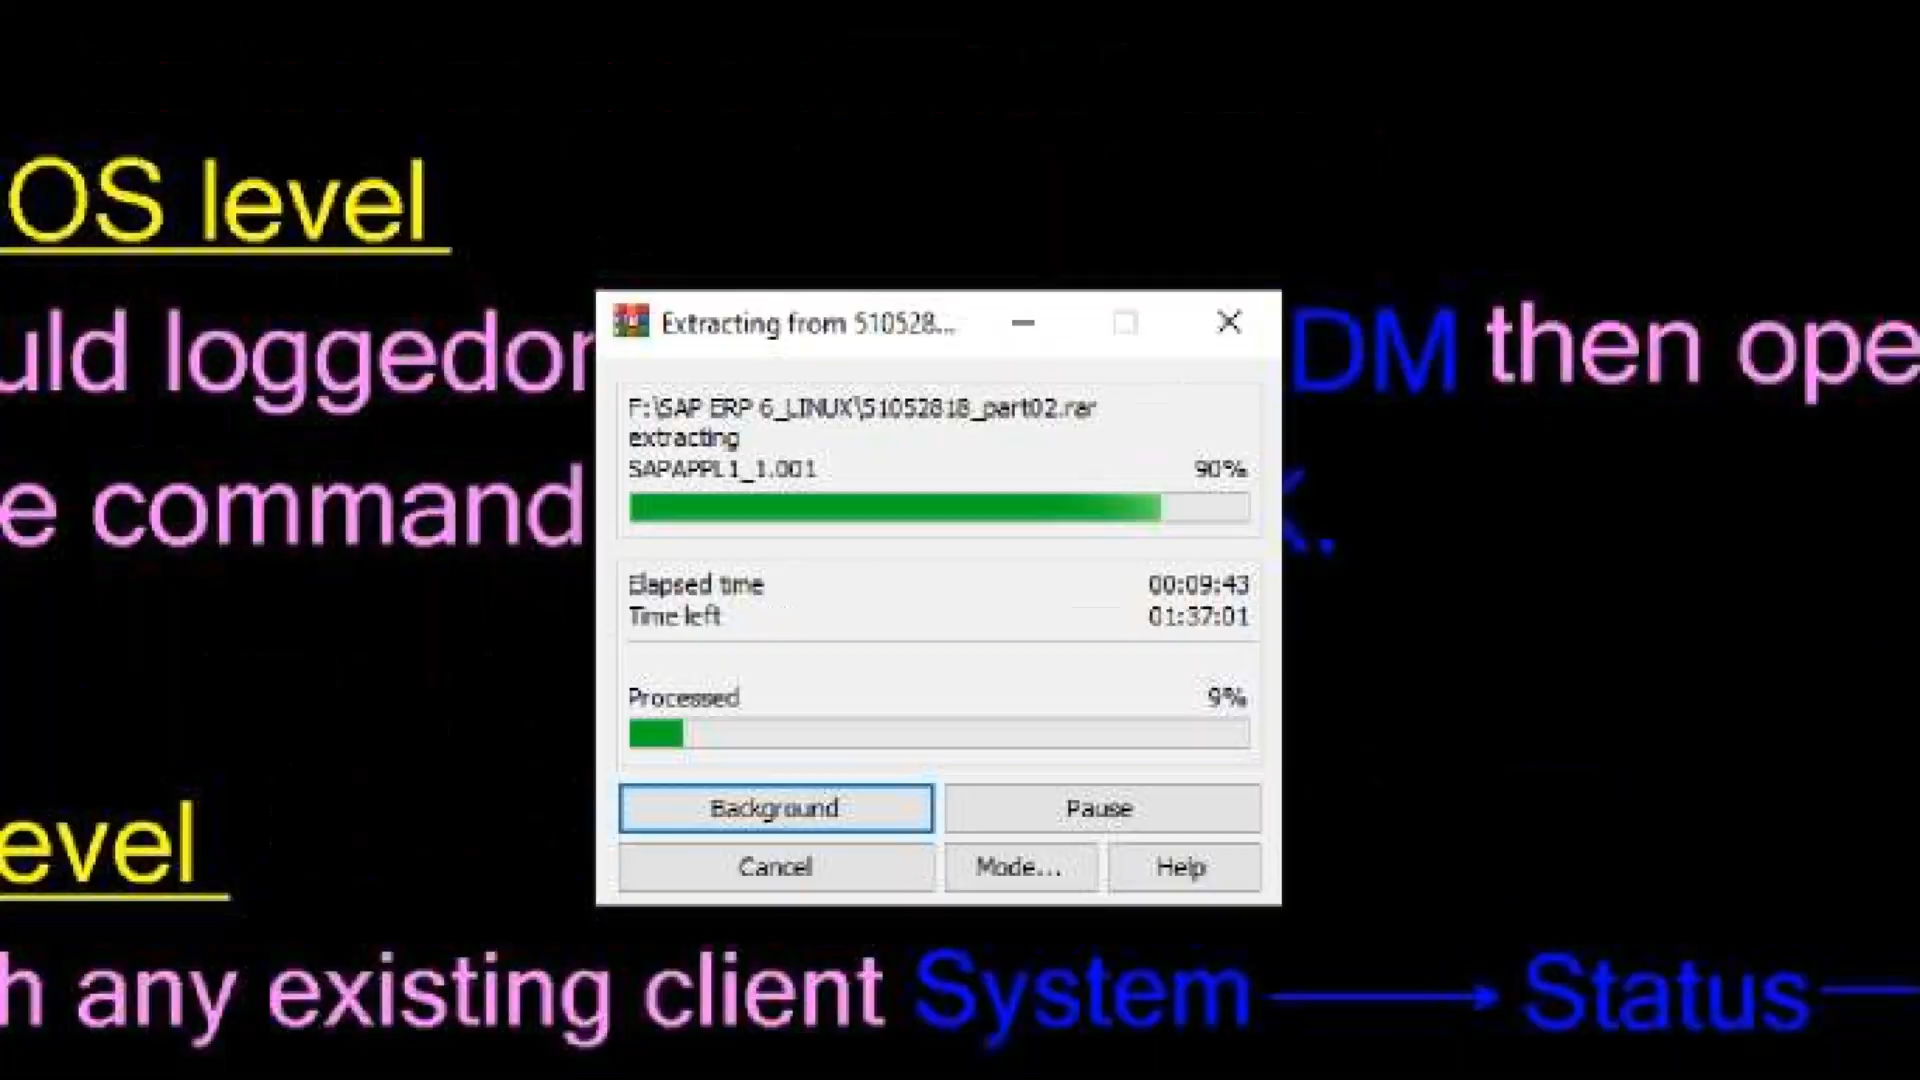 OS level
uld loggedon
DM then ope
e command
K.
Extracting from 510528...
F:\SAP ERP 6_LINUX\51052818_part02.rar
extracting
SAPAPPL1_1.001 90%
Elapsed time 00:09:43
Time left 01:37:01
Processed 9%
Background Pause
Cancel Mode... Help
evel
h any existing client System Status